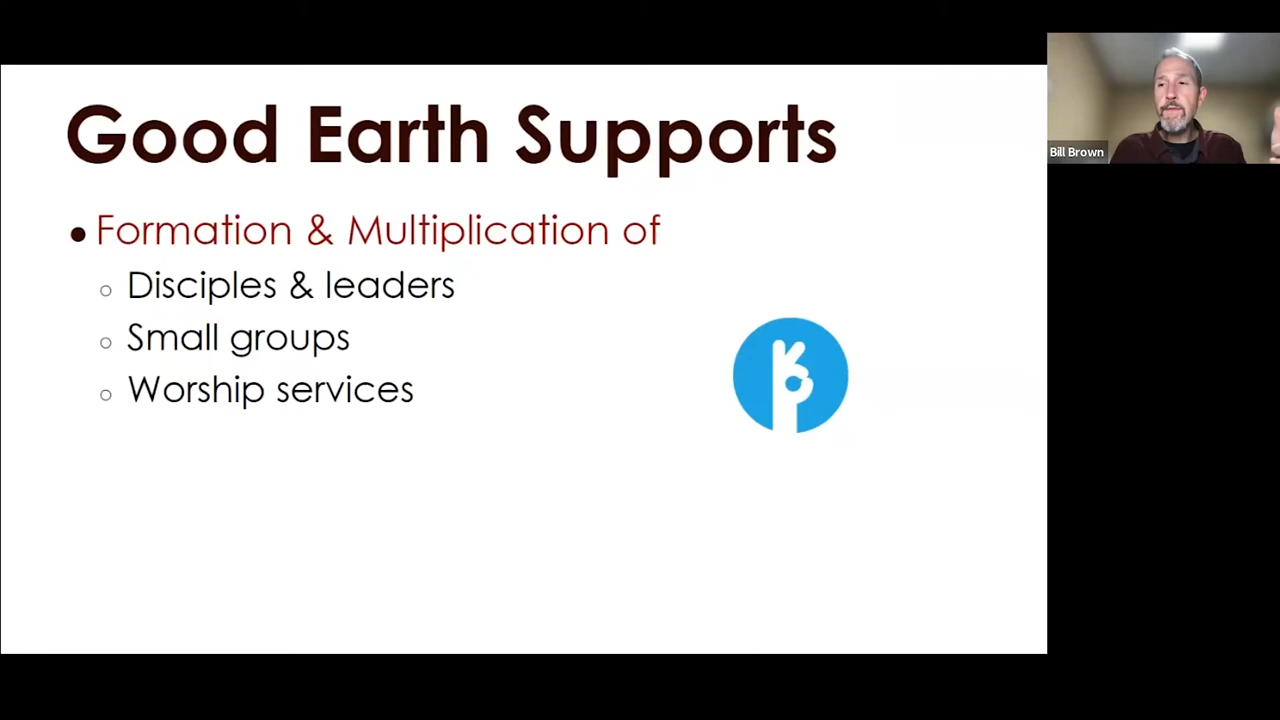 Good Earth Supports
● Formation & Multiplication of
○ Disciples & leaders
○ Small groups
○ Worship services
Bill Brown